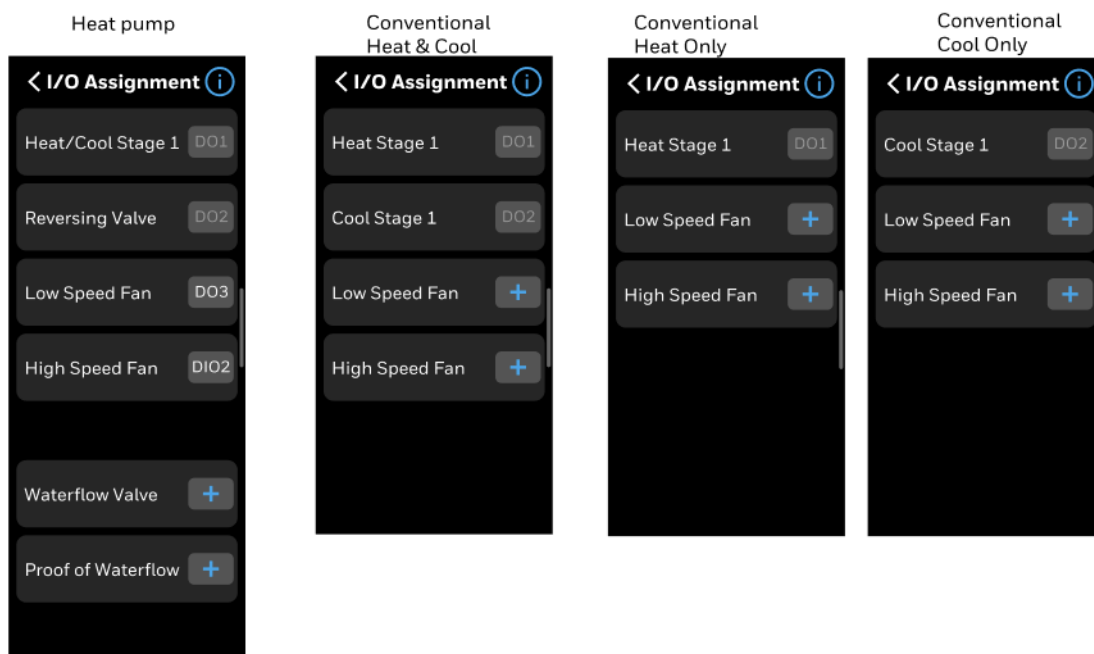 Heat pump
I/O Assignment
Heat/Cool Stage 1 DO1
Reversing Valve DO2
Low Speed Fan DO3
High Speed Fan DIO2
Waterflow Valve +
Proof of Waterflow +
Conventional
Heat & Cool
I/O Assignment
Heat Stage 1 DO1
Cool Stage 1 DO2
Low Speed Fan +
High Speed Fan +
Conventional
Heat Only
I/O Assignment
Heat Stage 1 DO1
Low Speed Fan +
High Speed Fan +
Conventional
Cool Only
I/O Assignment
Cool Stage 1 DO2
Low Speed Fan +
High Speed Fan +